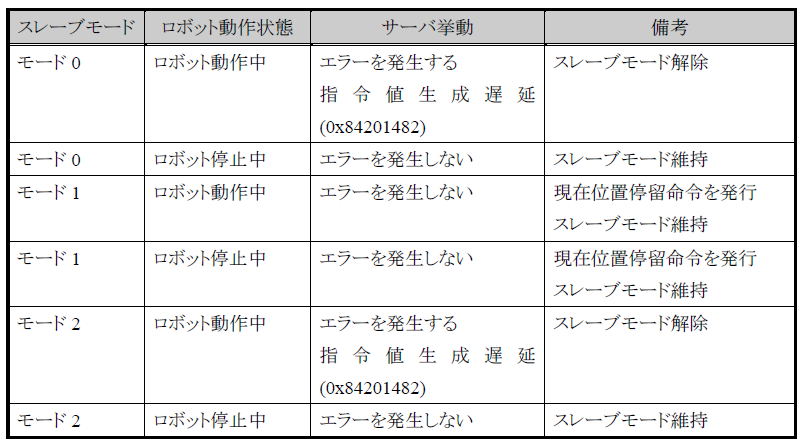 スレーブモード ロボット動作状態 サーバ挙動 備考
モード 0 ロボット動作中 エラーを発生する スレーブモード解除
指令値生成遅延
(0x84201482)
モード 0 ロボット停止中 エラーを発生しない スレーブモード維持
モード 1 ロボット動作中 エラーを発生しない 現在位置停留命令を発行
スレーブモード維持
モード 1 ロボット停止中 エラーを発生しない 現在位置停留命令を発行
スレーブモード維持
モード 2 ロボット動作中 エラーを発生する スレーブモード解除
指令値生成遅延
(0x84201482)
モード 2 ロボット停止中 エラーを発生しない スレーブモード維持